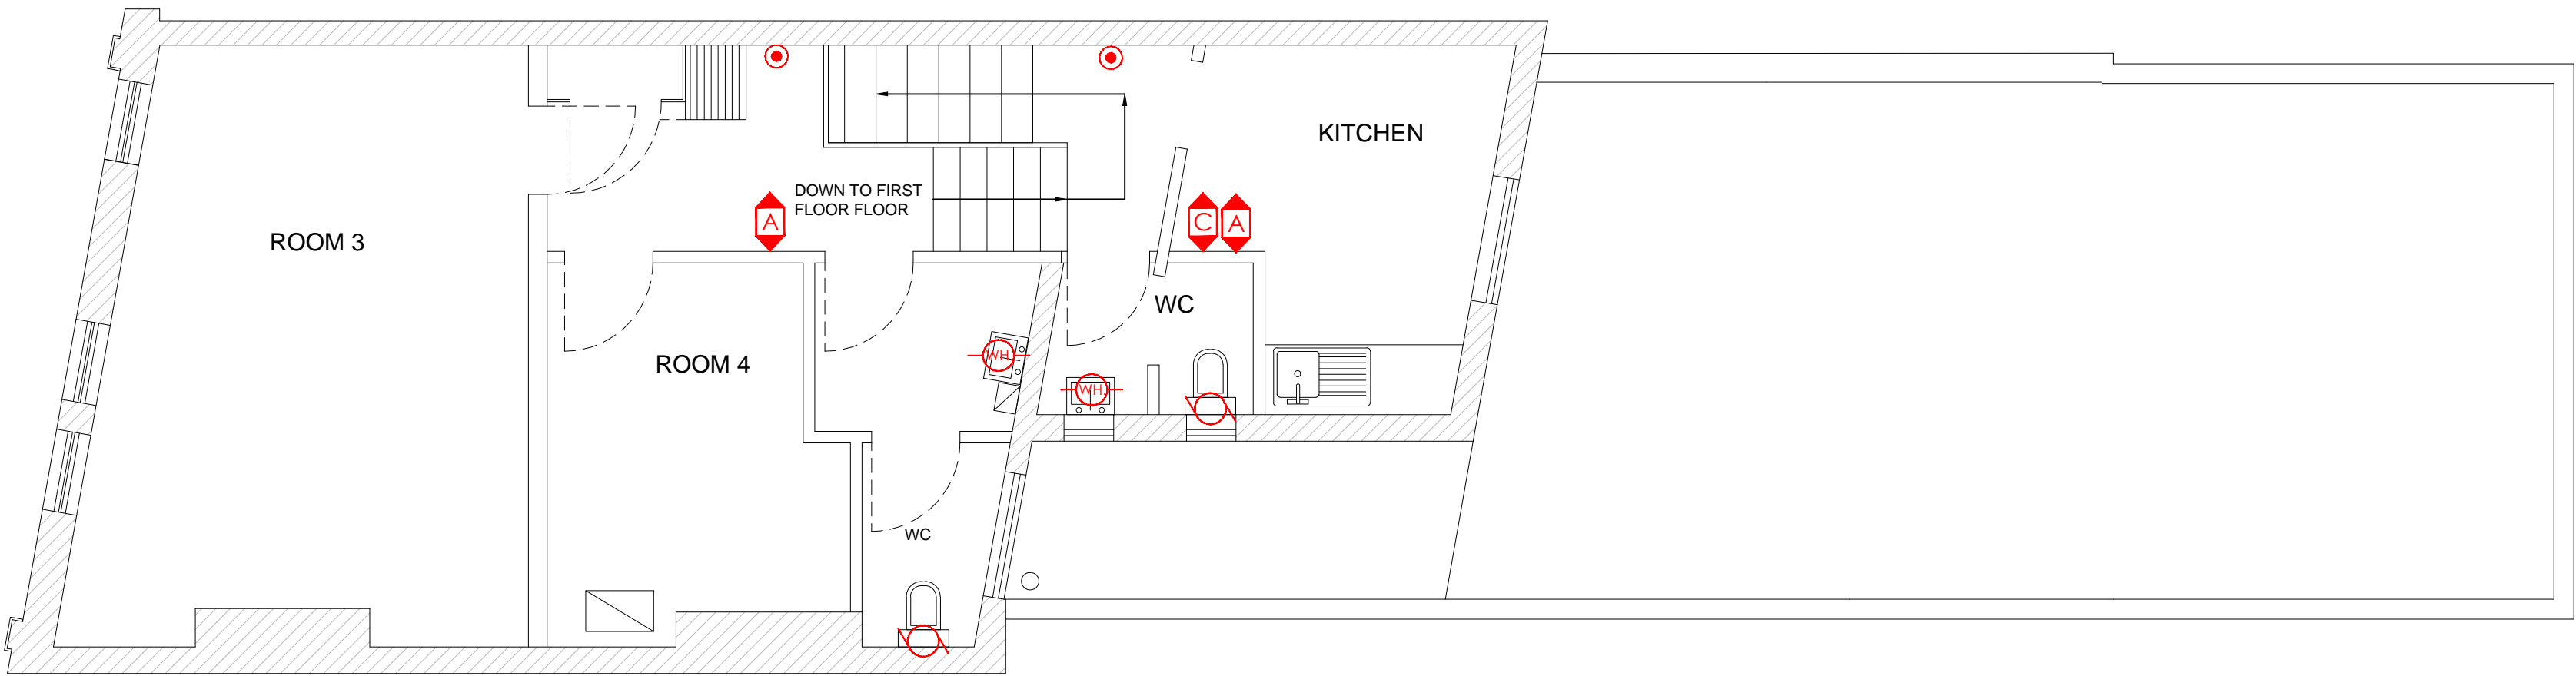 KITCHEN
DOWN TO FIRST
FLOOR FLOOR
A
C
A
ROOM 3
WC
ROOM 4
WH
WH
WC